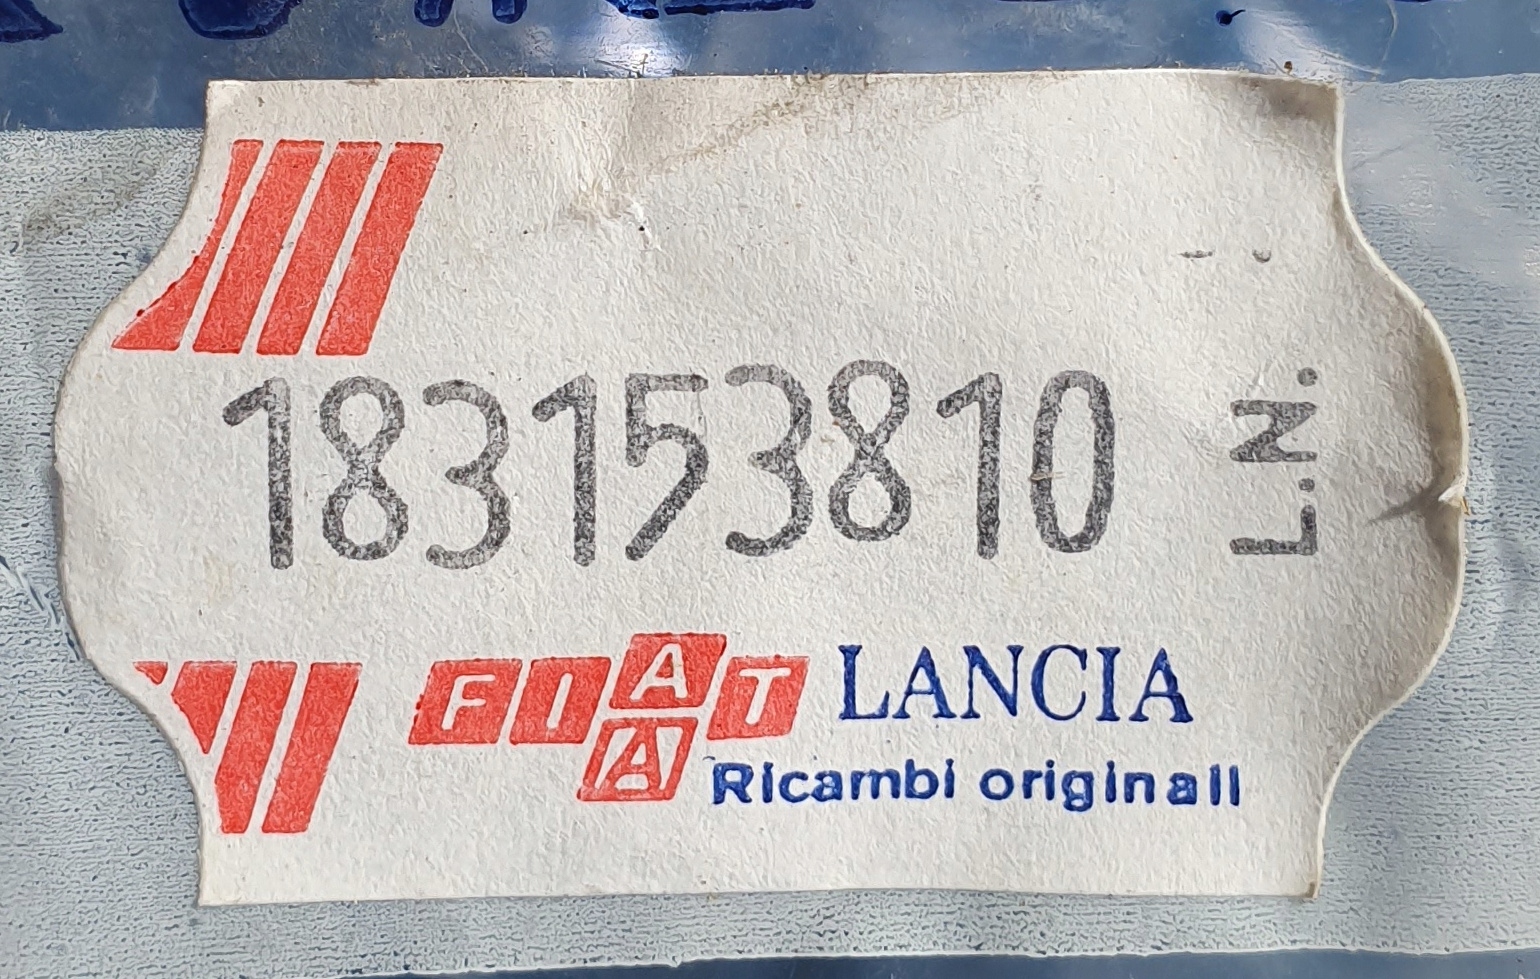 183153810
L.N.
FIAT LANCIA
A Ricambi originali